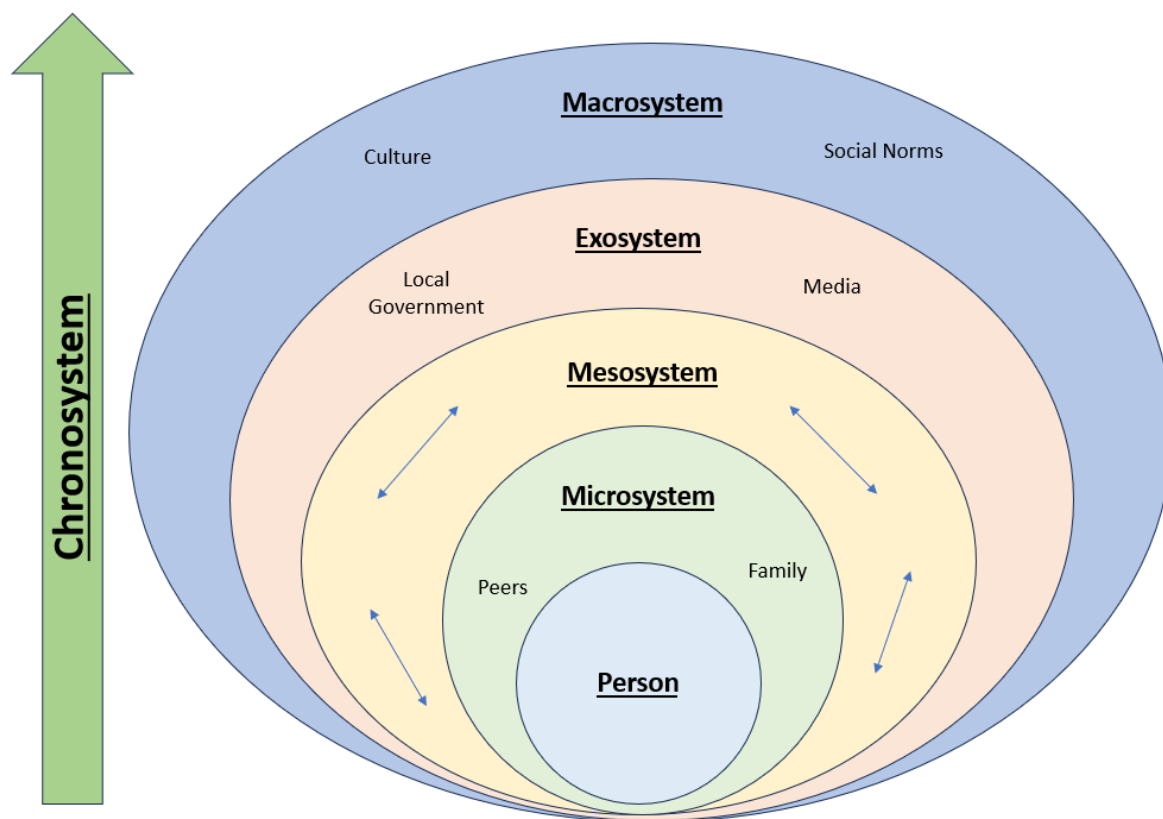 Chronosystem
Macrosystem
Culture
Social Norms
Exosystem
Local
Government
Media
Mesosystem
Microsystem
Peers
Family
Person